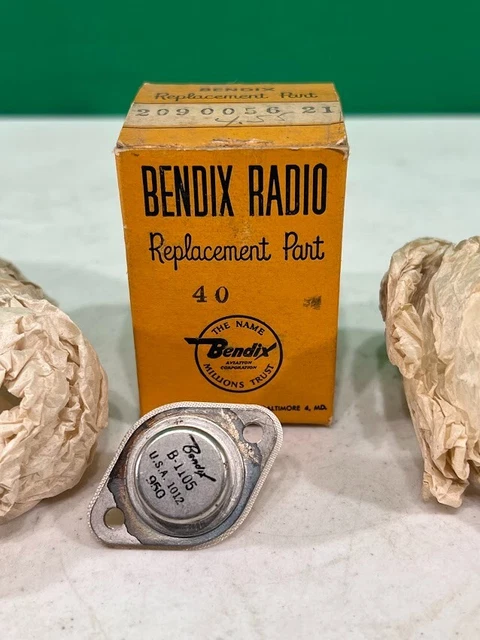 BENDIX
Replacement Part
2090056 21
BENDIX RADIO
Replacement Part
40
THE NAME
Bendix
AVIATION
CORPORATION
MILLIONS TRUST
ALTIMORE 4, MD.
Bendix
B-1105
U.S.A. 1012
950